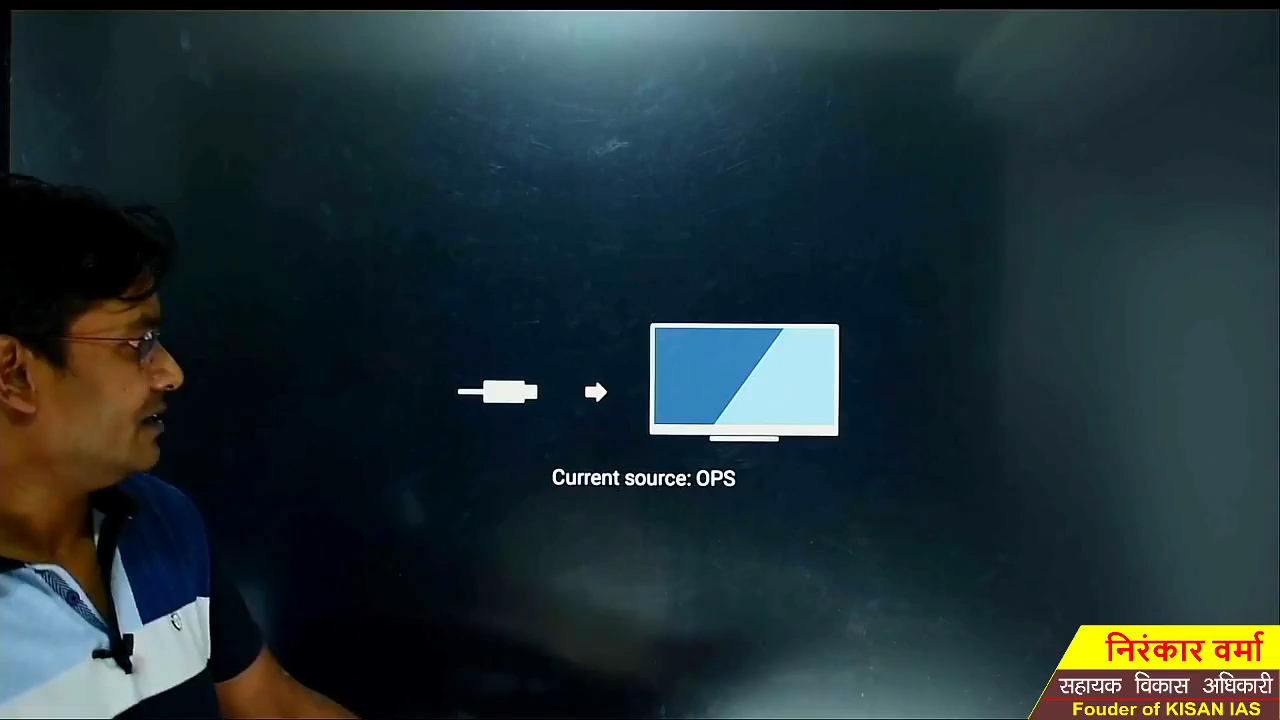 Current source: OPS
निरंकार वर्मा
सहायक विकास अधिकारी
Fouder of KISAN IAS